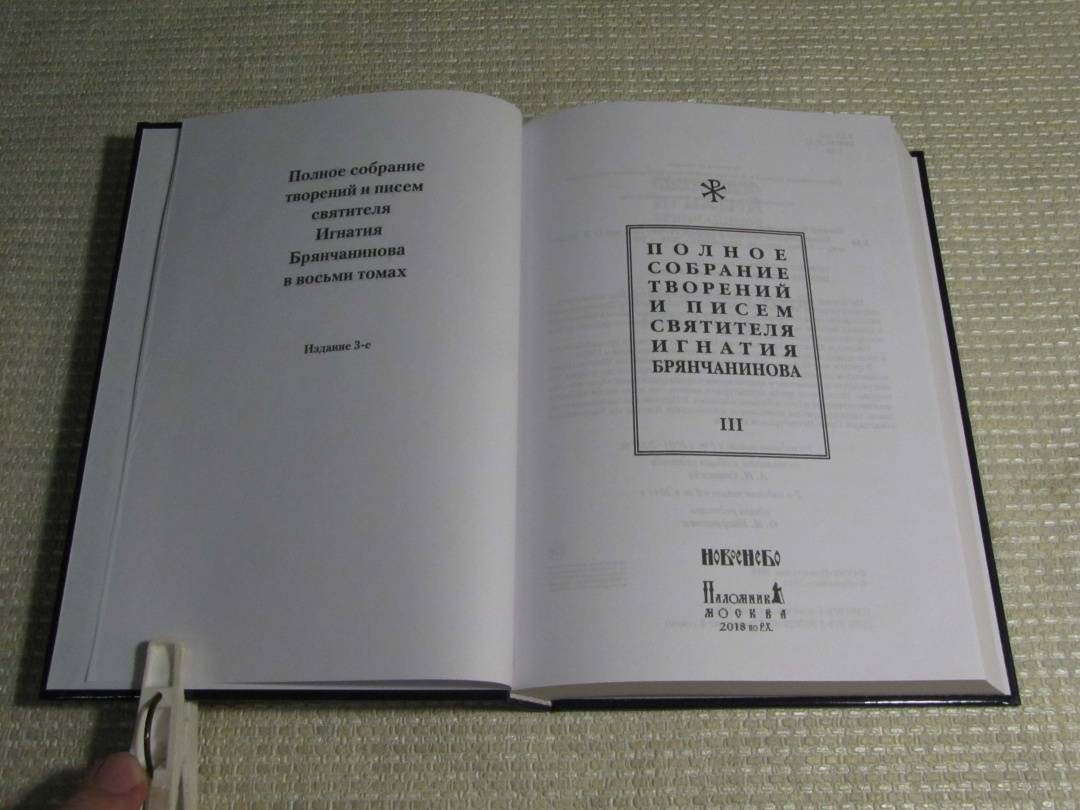 Полное собрание
творений и писем
святителя
Игнатия
Брянчанинова
в восьми томах
Издание 3-е
ПОЛНОЕ
СОБРАНИЕ
ТВОРЕНИЙ
И ПИСЕМ
СВЯТИТЕЛЯ
ИГНАТИЯ
БРЯНЧАНИНОВА
III
НОВОЕ НЕБО
ПАЛОМНИК
МОСКВА
2018 по Р.Х.